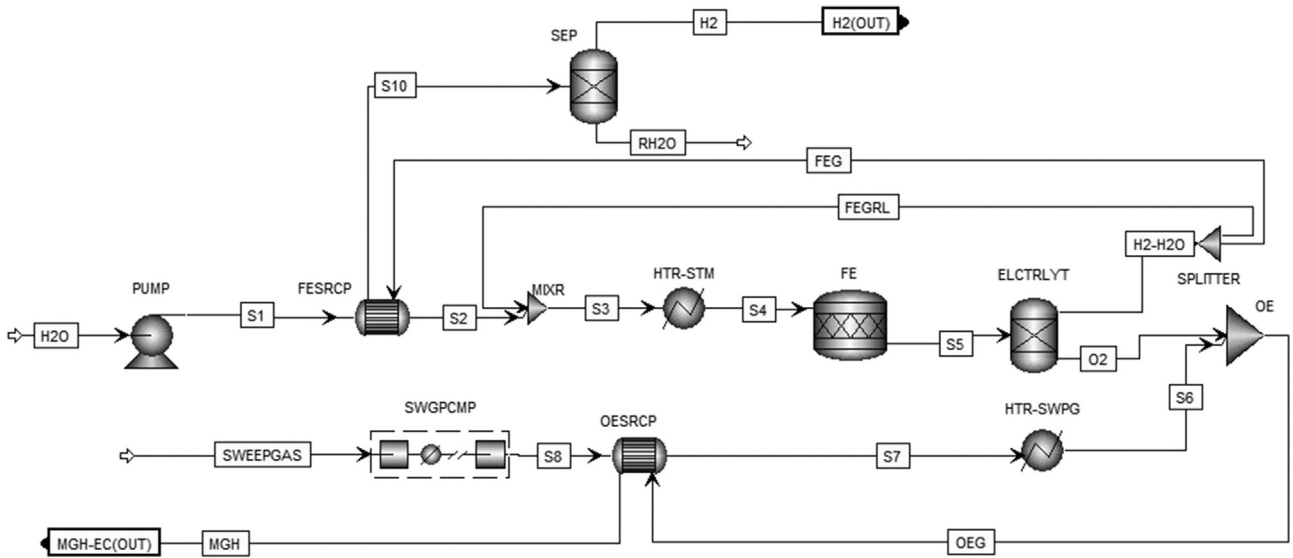 H2
H2(OUT)
SEP
S10
RH2O
FEG
FEGRL
H2-H2O
SPLITTER
PUMP
FESRCP
MIXR
HTR-STM
FE
ELCTRLYT
OE
H2O
S1
S2
S3
S4
S5
O2
S6
SWGPCMP
OESRCP
HTR-SWPG
SWEEPGAS
S8
S7
MGH-EC(OUT)
MGH
OEG